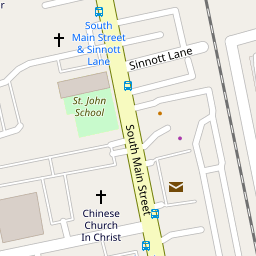 r
South
Main Street
& Sinnott
Lane
Sinnott Lane
St. John
School
South Main Street
Chinese
Church
In Christ